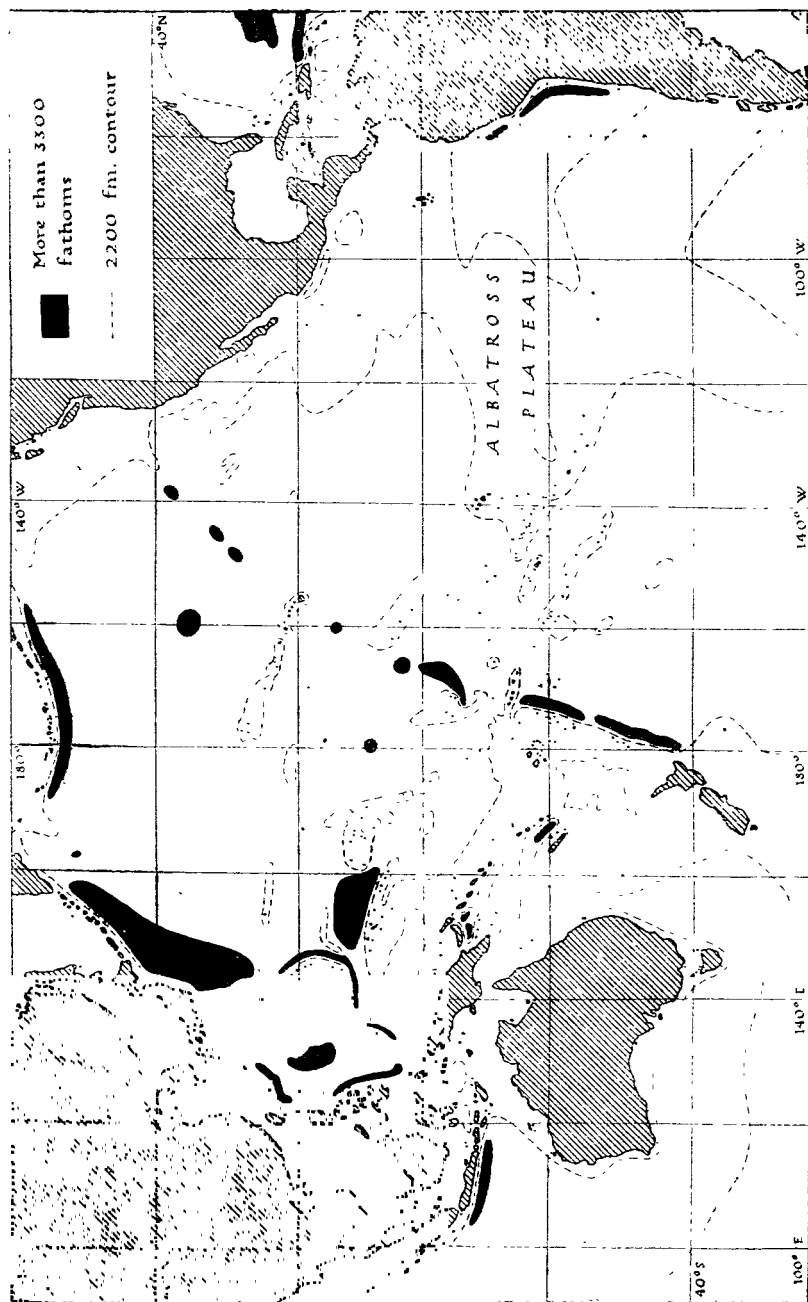 More than 3300
fathoms
2200 fm. contour
40°N
140° W
180°
ALBATROSS
PLATEAU
40°S
100° E
140° E
180°
140° W
100° W